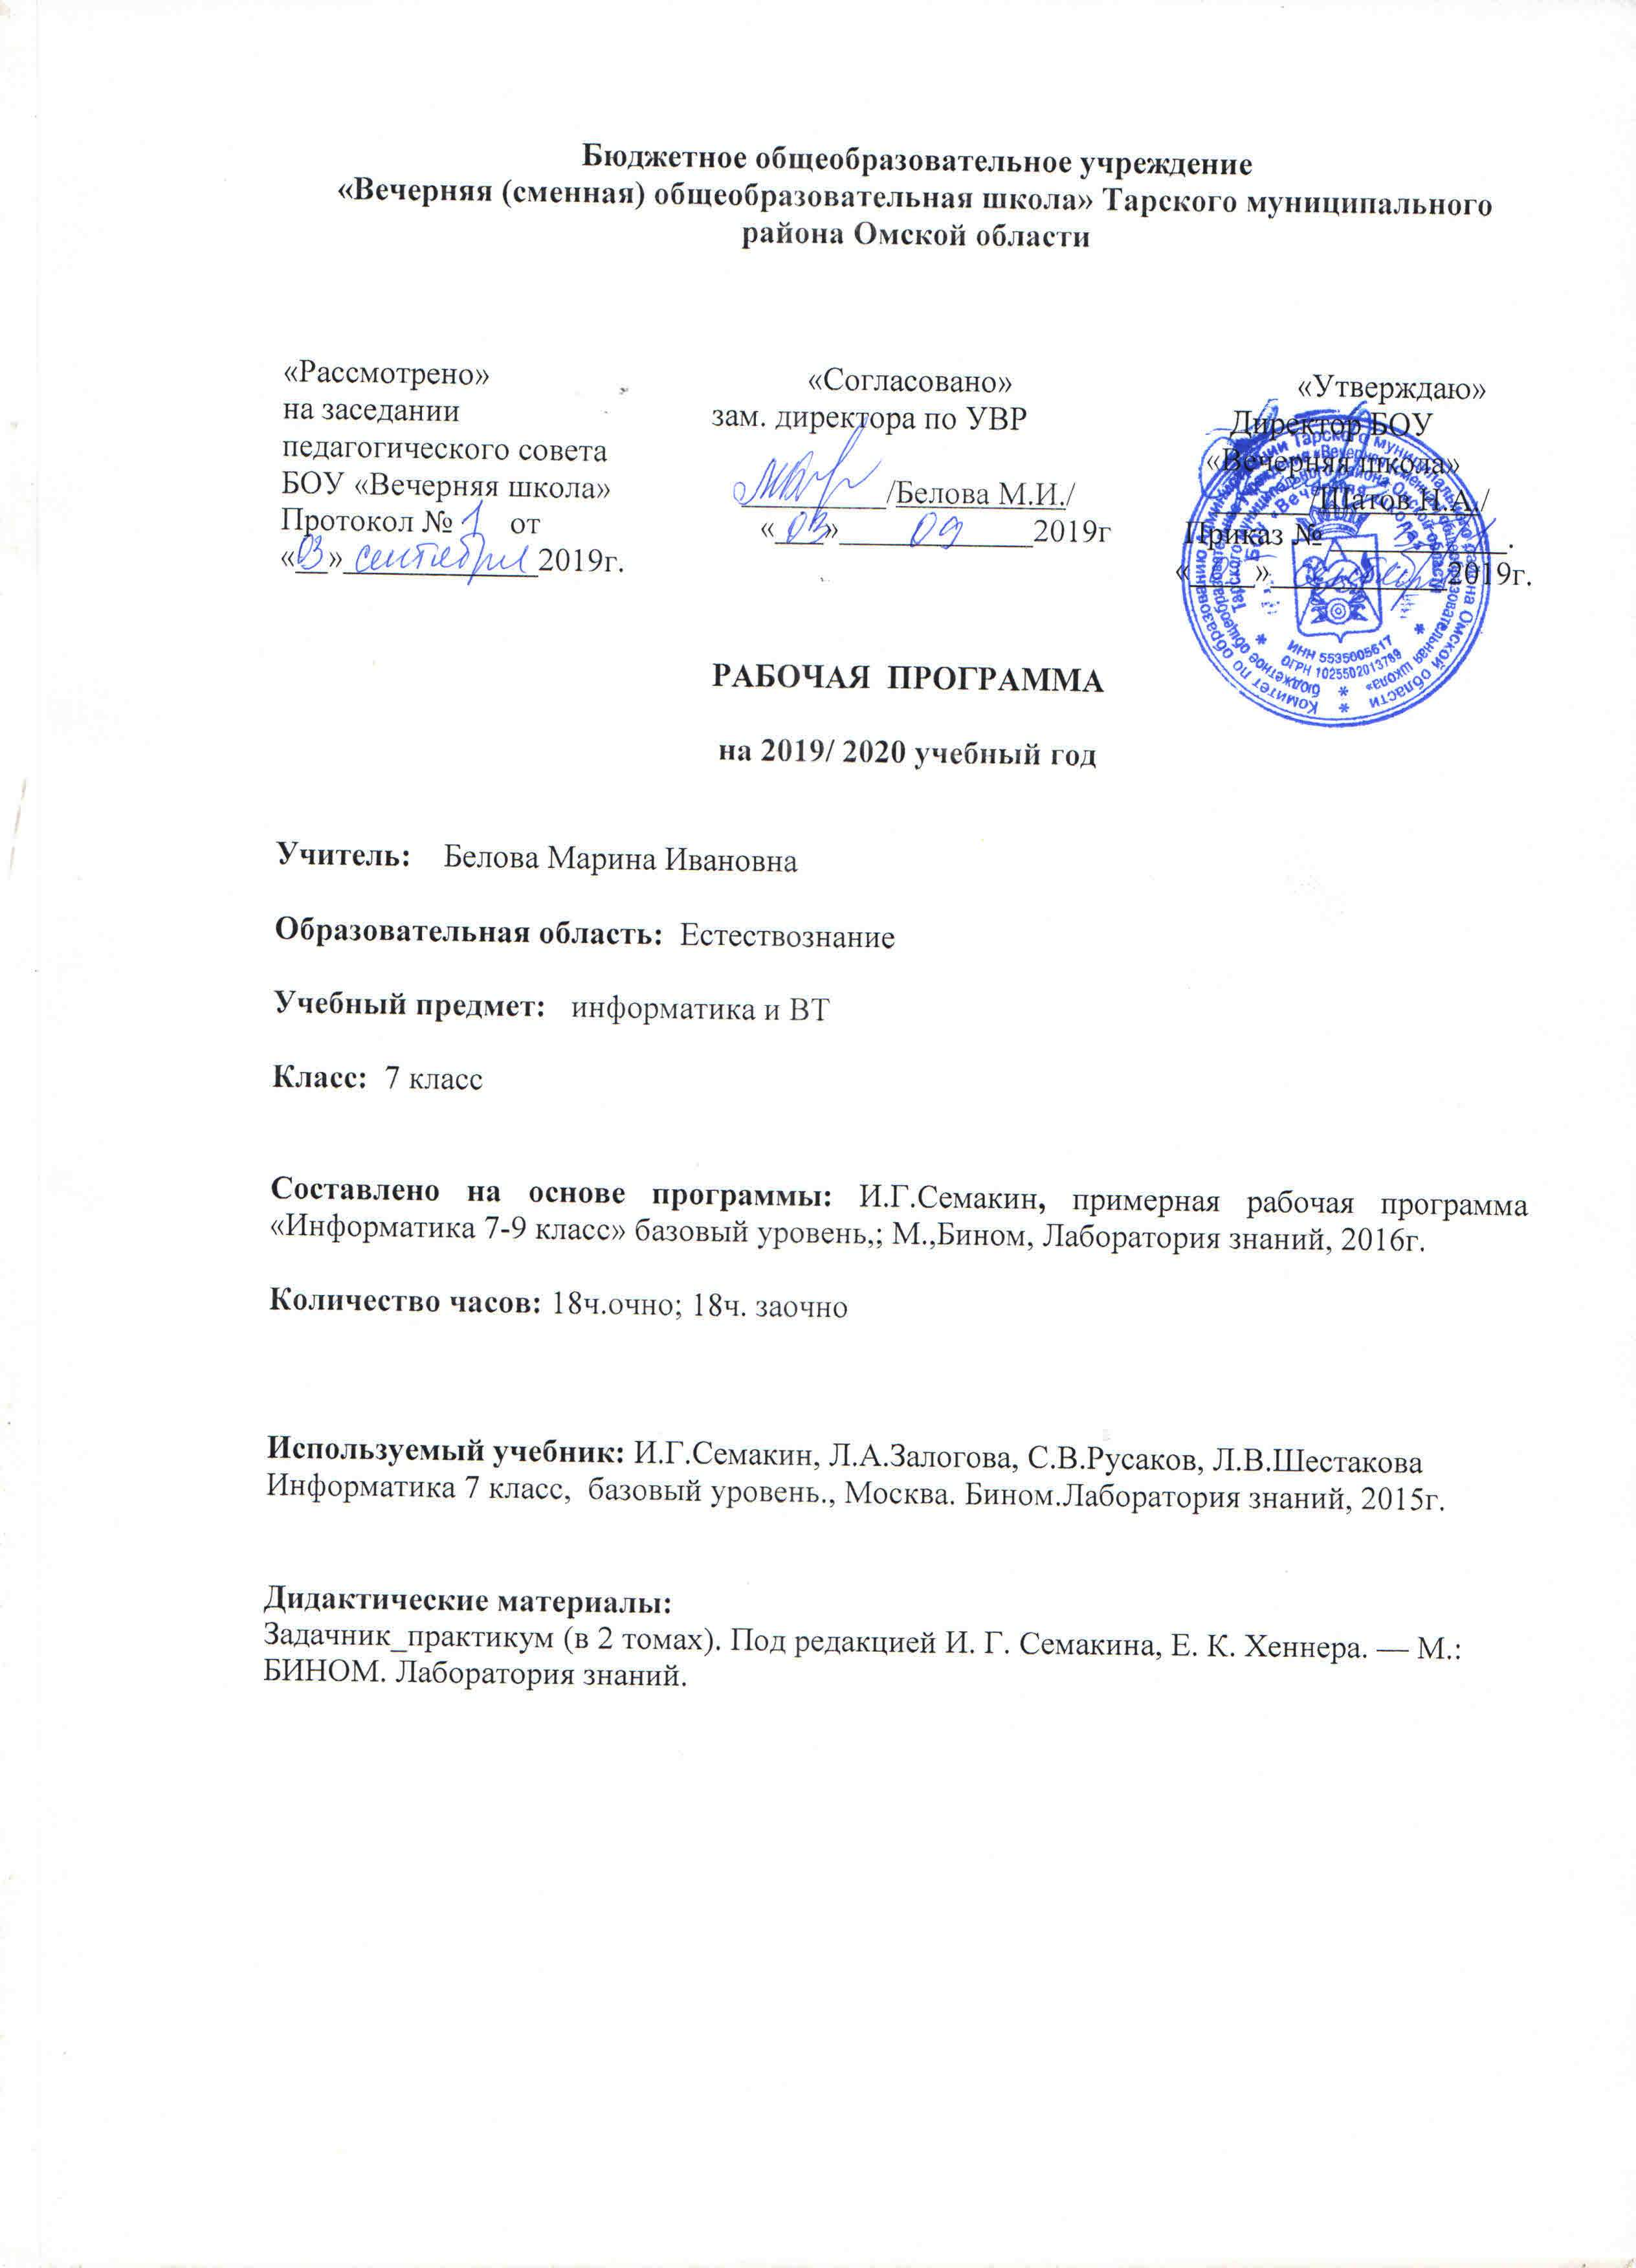 Бюджетное общеобразовательное учреждение
«Вечерняя (сменная) общеобразовательная школа» Тарского муниципального
района Омской области
«Рассмотрено»
на заседании
педагогического совета
БОУ «Вечерняя школа»
Протокол № 1 от
«03» сентября 2019г.
«Согласовано»
зам. директора по УВР
/Белова М.И./
«03» 09 2019г
«Утверждаю»
Директор БОУ
«Вечерняя школа»
/Шатов Н.А./
Приказ №
« » сентября 2019г.
ИНН 5535005617
ОГРН 1025502013789
РАБОЧАЯ ПРОГРАММА
на 2019/ 2020 учебный год
Учитель: Белова Марина Ивановна
Образовательная область: Естествознание
Учебный предмет: информатика и ВТ
Класс: 7 класс
Составлено на основе программы: И.Г.Семакин, примерная рабочая программа
«Информатика 7-9 класс» базовый уровень,; М.,Бином, Лаборатория знаний, 2016г.
Количество часов: 18ч.очно; 18ч. заочно
Используемый учебник: И.Г.Семакин, Л.А.Залогова, С.В.Русаков, Л.В.Шестакова
Информатика 7 класс, базовый уровень., Москва. Бином.Лаборатория знаний, 2015г.
Дидактические материалы:
Задачник_практикум (в 2 томах). Под редакцией И. Г. Семакина, Е. К. Хеннера. — М.:
БИНОМ. Лаборатория знаний.